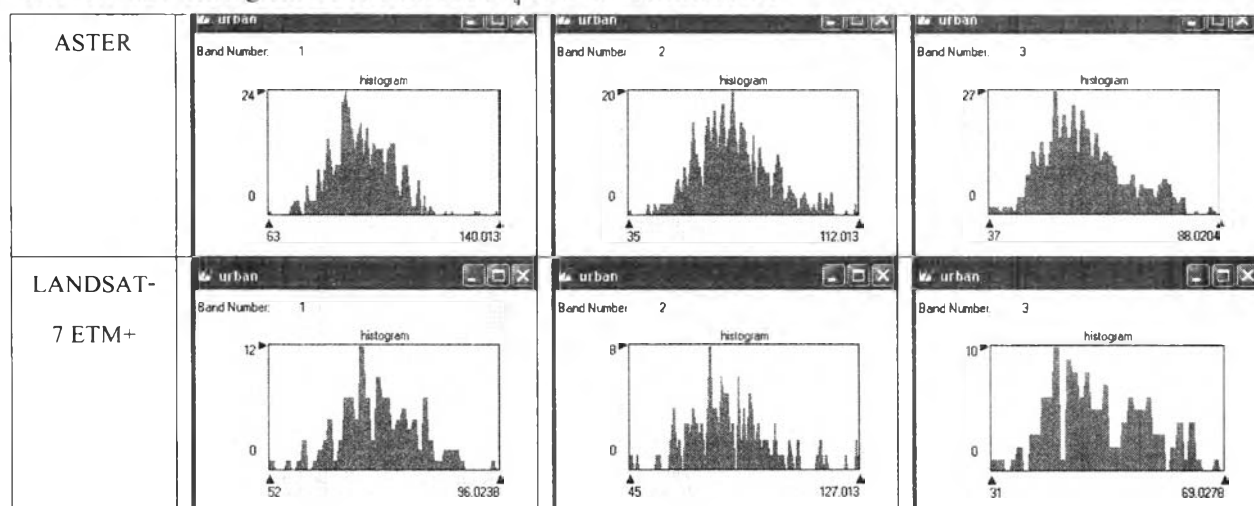 ASTER
urban
urban
urban
Band Number: 1
Band Number 2
Band Number. 3
histogram
histogram
histogram
24
20
27
0
0
0
63 140.013
35 112.013
37 88.0204
LANDSAT-
7 ETM+
urban
urban
urban
Band Number: 1
Band Number 2
Band Number. 3
histogram
histogram
histogram
12
8
10
0
0
0
52 96.0238
45 127.013
31 69.0278